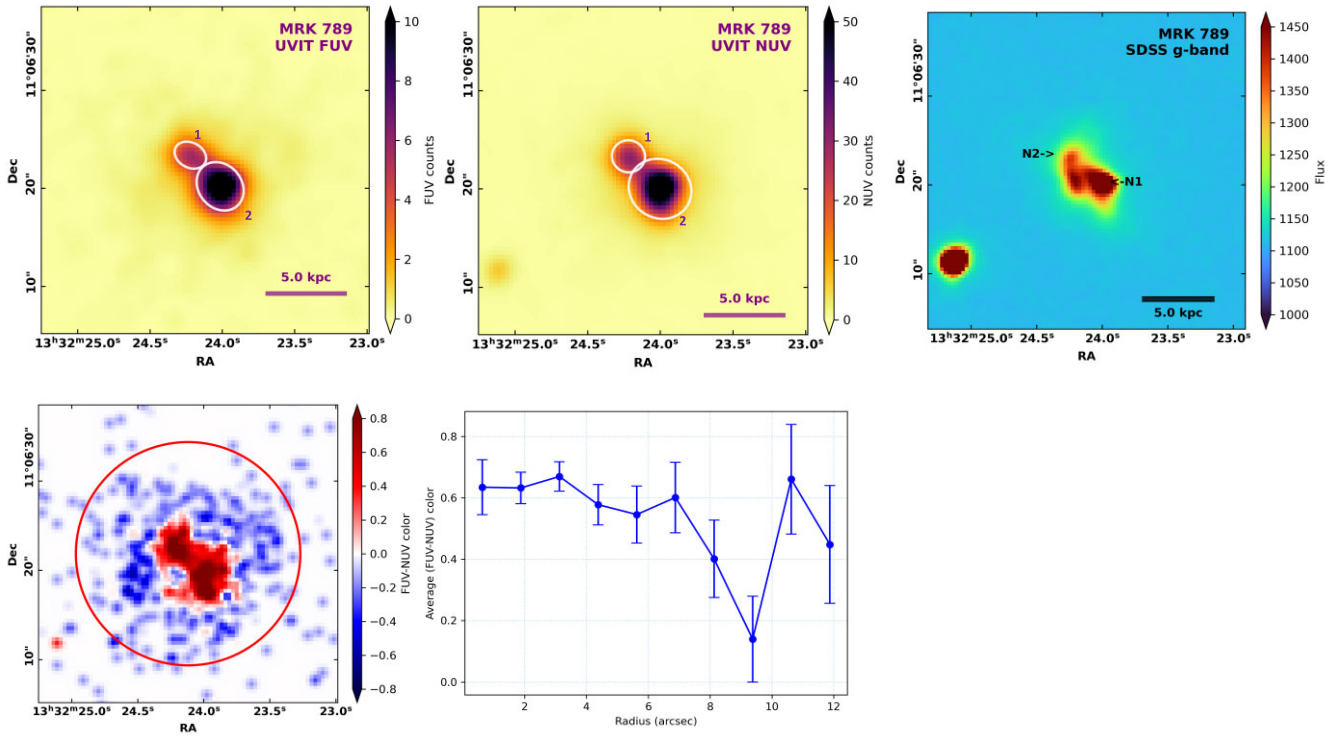 MRK 789
UVIT FUV
1
2
5.0 kpc
11°06'30"
20"
10"
Dec
13ʰ32ᵐ25.0ˢ 24.5ˢ 24.0ˢ 23.5ˢ 23.0ˢ
RA
10
8
6
4
2
0
FUV counts
MRK 789
UVIT NUV
1
2
5.0 kpc
11°06'30"
20"
10"
Dec
13ʰ32ᵐ25.0ˢ 24.5ˢ 24.0ˢ 23.5ˢ 23.0ˢ
RA
50
40
30
20
10
0
NUV counts
MRK 789
SDSS g-band
N2->
<-N1
5.0 kpc
11°06'30"
20"
10"
Dec
13ʰ32ᵐ25.0ˢ 24.5ˢ 24.0ˢ 23.5ˢ 23.0ˢ
RA
1450
1400
1350
1300
1250
1200
1150
1100
1050
1000
Flux
11°06'30"
20"
10"
Dec
13ʰ32ᵐ25.0ˢ 24.5ˢ 24.0ˢ 23.5ˢ 23.0ˢ
RA
0.8
0.6
0.4
0.2
0.0
−0.2
−0.4
−0.6
−0.8
FUV-NUV color
0.8
0.6
0.4
0.2
0.0
Average (FUV-NUV) color
2 4 6 8 10 12
Radius (arcsec)